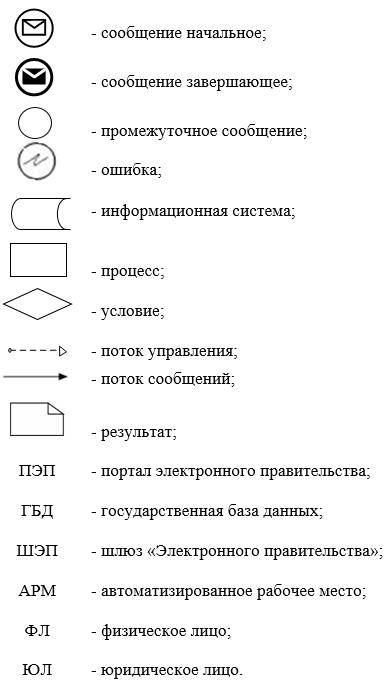 - сообщение начальное;
- сообщение завершающее;
- промежуточное сообщение;
- ошибка;
- информационная система;
- процесс;
- условие;
- поток управления;
- поток сообщений;
- результат;
ПЭП - портал электронного правительства;
ГБД - государственная база данных;
ШЭП - шлюз «Электронного правительства»;
АРМ - автоматизированное рабочее место;
ФЛ - физическое лицо;
ЮЛ - юридическое лицо.